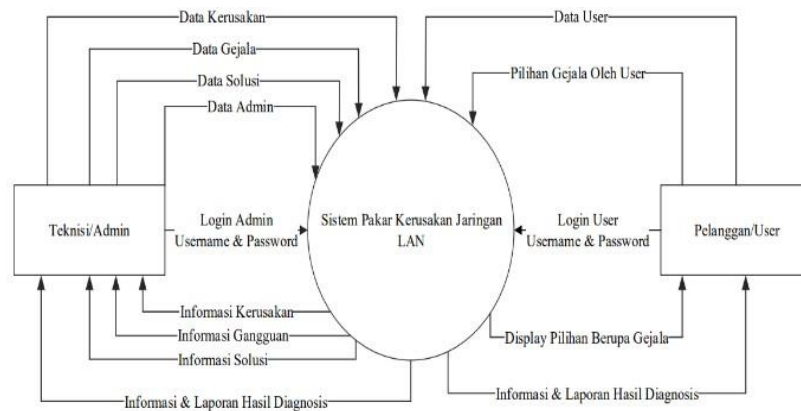 Data Kerusakan
Data User
Data Gejala
Pilihan Gejala Oleh User
Data Solusi
Data Admin
Teknisi/Admin
Login Admin
Username & Password
Sistem Pakar Kerusakan Jaringan
LAN
Login User
Username & Password
Pelanggan/User
Informasi Kerusakan
Informasi Gangguan
Display Pilihan Berupa Gejala
Informasi Solusi
Informasi & Laporan Hasil Diagnosis
Informasi & Laporan Hasil Diagnosis